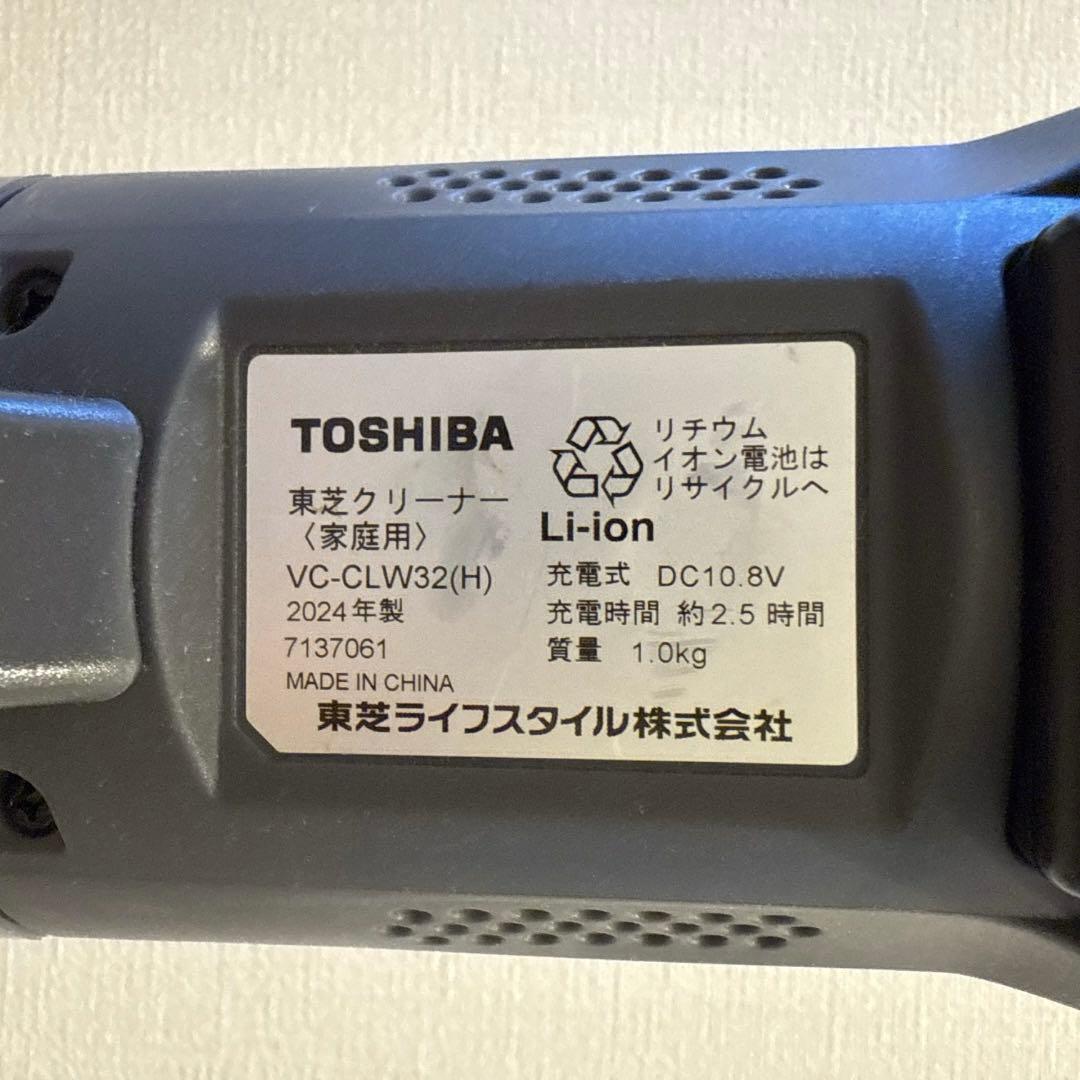 TOSHIBA
東芝クリーナー
〈家庭用〉
VC-CLW32(H)
2024年製
7137061
MADE IN CHINA
リチウム
イオン電池は
リサイクルへ
Li-ion
充電式 DC10.8V
充電時間 約2.5時間
質量 1.0kg
東芝ライフスタイル株式会社